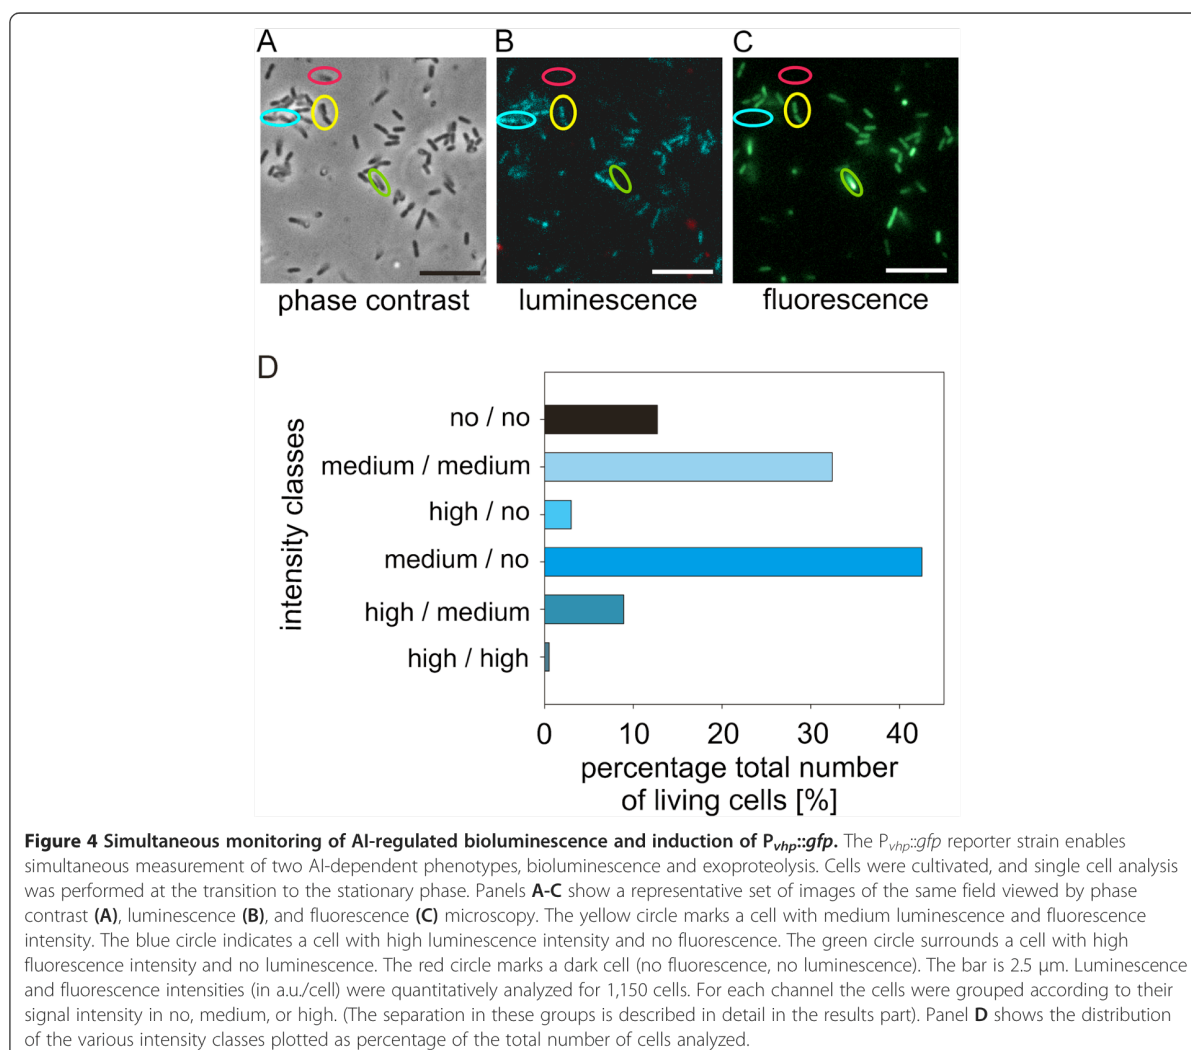 A
B
C
phase contrast
luminescence
fluorescence
D
intensity classes
no / no
medium / medium
high / no
medium / no
high / medium
high / high
0 10 20 30 40
percentage total number
of living cells [%]
Figure 4 Simultaneous monitoring of AI-regulated bioluminescence and induction of Pvhp::gfp. The Pvhp::gfp reporter strain enables
simultaneous measurement of two AI-dependent phenotypes, bioluminescence and exoproteolysis. Cells were cultivated, and single cell analysis
was performed at the transition to the stationary phase. Panels A-C show a representative set of images of the same field viewed by phase
contrast (A), luminescence (B), and fluorescence (C) microscopy. The yellow circle marks a cell with medium luminescence and fluorescence
intensity. The blue circle indicates a cell with high luminescence intensity and no fluorescence. The green circle surrounds a cell with high
fluorescence intensity and no luminescence. The red circle marks a dark cell (no fluorescence, no luminescence). The bar is 2.5 μm. Luminescence
and fluorescence intensities (in a.u./cell) were quantitatively analyzed for 1,150 cells. For each channel the cells were grouped according to their
signal intensity in no, medium, or high. (The separation in these groups is described in detail in the results part). Panel D shows the distribution
of the various intensity classes plotted as percentage of the total number of cells analyzed.